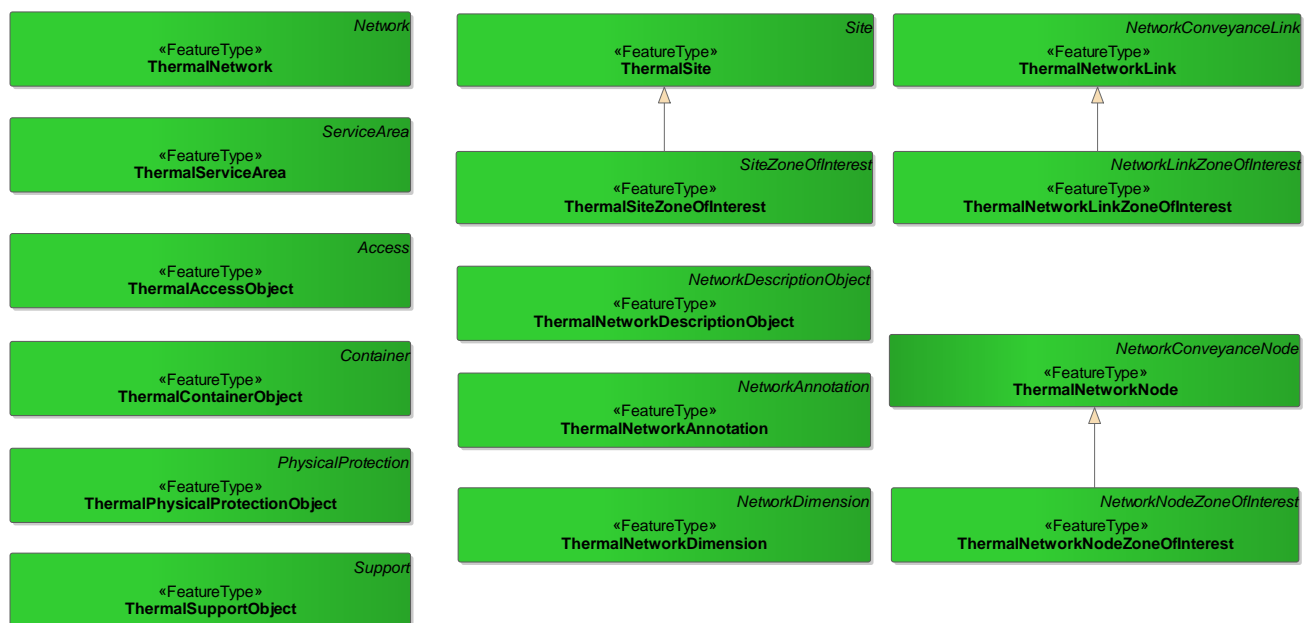 Network
«FeatureType»
ThermalNetwork
ServiceArea
«FeatureType»
ThermalServiceArea
Access
«FeatureType»
ThermalAccessObject
Container
«FeatureType»
ThermalContainerObject
PhysicalProtection
«FeatureType»
ThermalPhysicalProtectionObject
Support
«FeatureType»
ThermalSupportObject
Site
«FeatureType»
ThermalSite
SiteZoneOfInterest
«FeatureType»
ThermalSiteZoneOfInterest
NetworkDescriptionObject
«FeatureType»
ThermalNetworkDescriptionObject
NetworkAnnotation
«FeatureType»
ThermalNetworkAnnotation
NetworkDimension
«FeatureType»
ThermalNetworkDimension
NetworkConveyanceLink
«FeatureType»
ThermalNetworkLink
NetworkLinkZoneOfInterest
«FeatureType»
ThermalNetworkLinkZoneOfInterest
NetworkConveyanceNode
«FeatureType»
ThermalNetworkNode
NetworkNodeZoneOfInterest
«FeatureType»
ThermalNetworkNodeZoneOfInterest